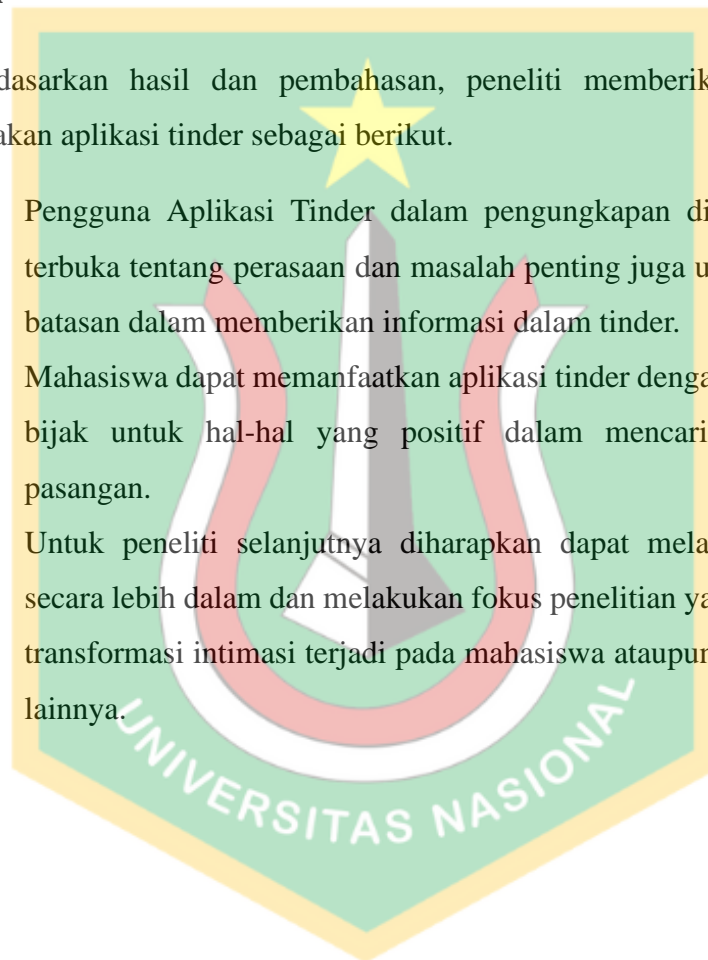 dasarkan hasil dan pembahasan, peneliti memberik
akan aplikasi tinder sebagai berikut.
Pengguna Aplikasi Tinder dalam pengungkapan di
terbuka tentang perasaan dan masalah penting juga u
batasan dalam memberikan informasi dalam tinder.
Mahasiswa dapat memanfaatkan aplikasi tinder denga
bijak untuk hal-hal yang positif dalam mencari
pasangan.
Untuk peneliti selanjutnya diharapkan dapat mela
secara lebih dalam dan melakukan fokus penelitian ya
transformasi intimasi terjadi pada mahasiswa ataupun
lainnya.
UNIVERSITAS NASIONAL